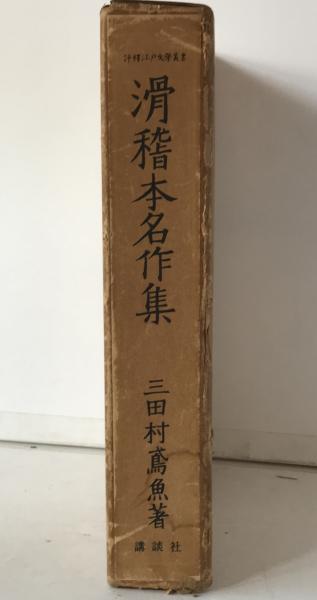 評釋江戸文學叢書
滑稽本名作集
三田村鳶魚著
講談社